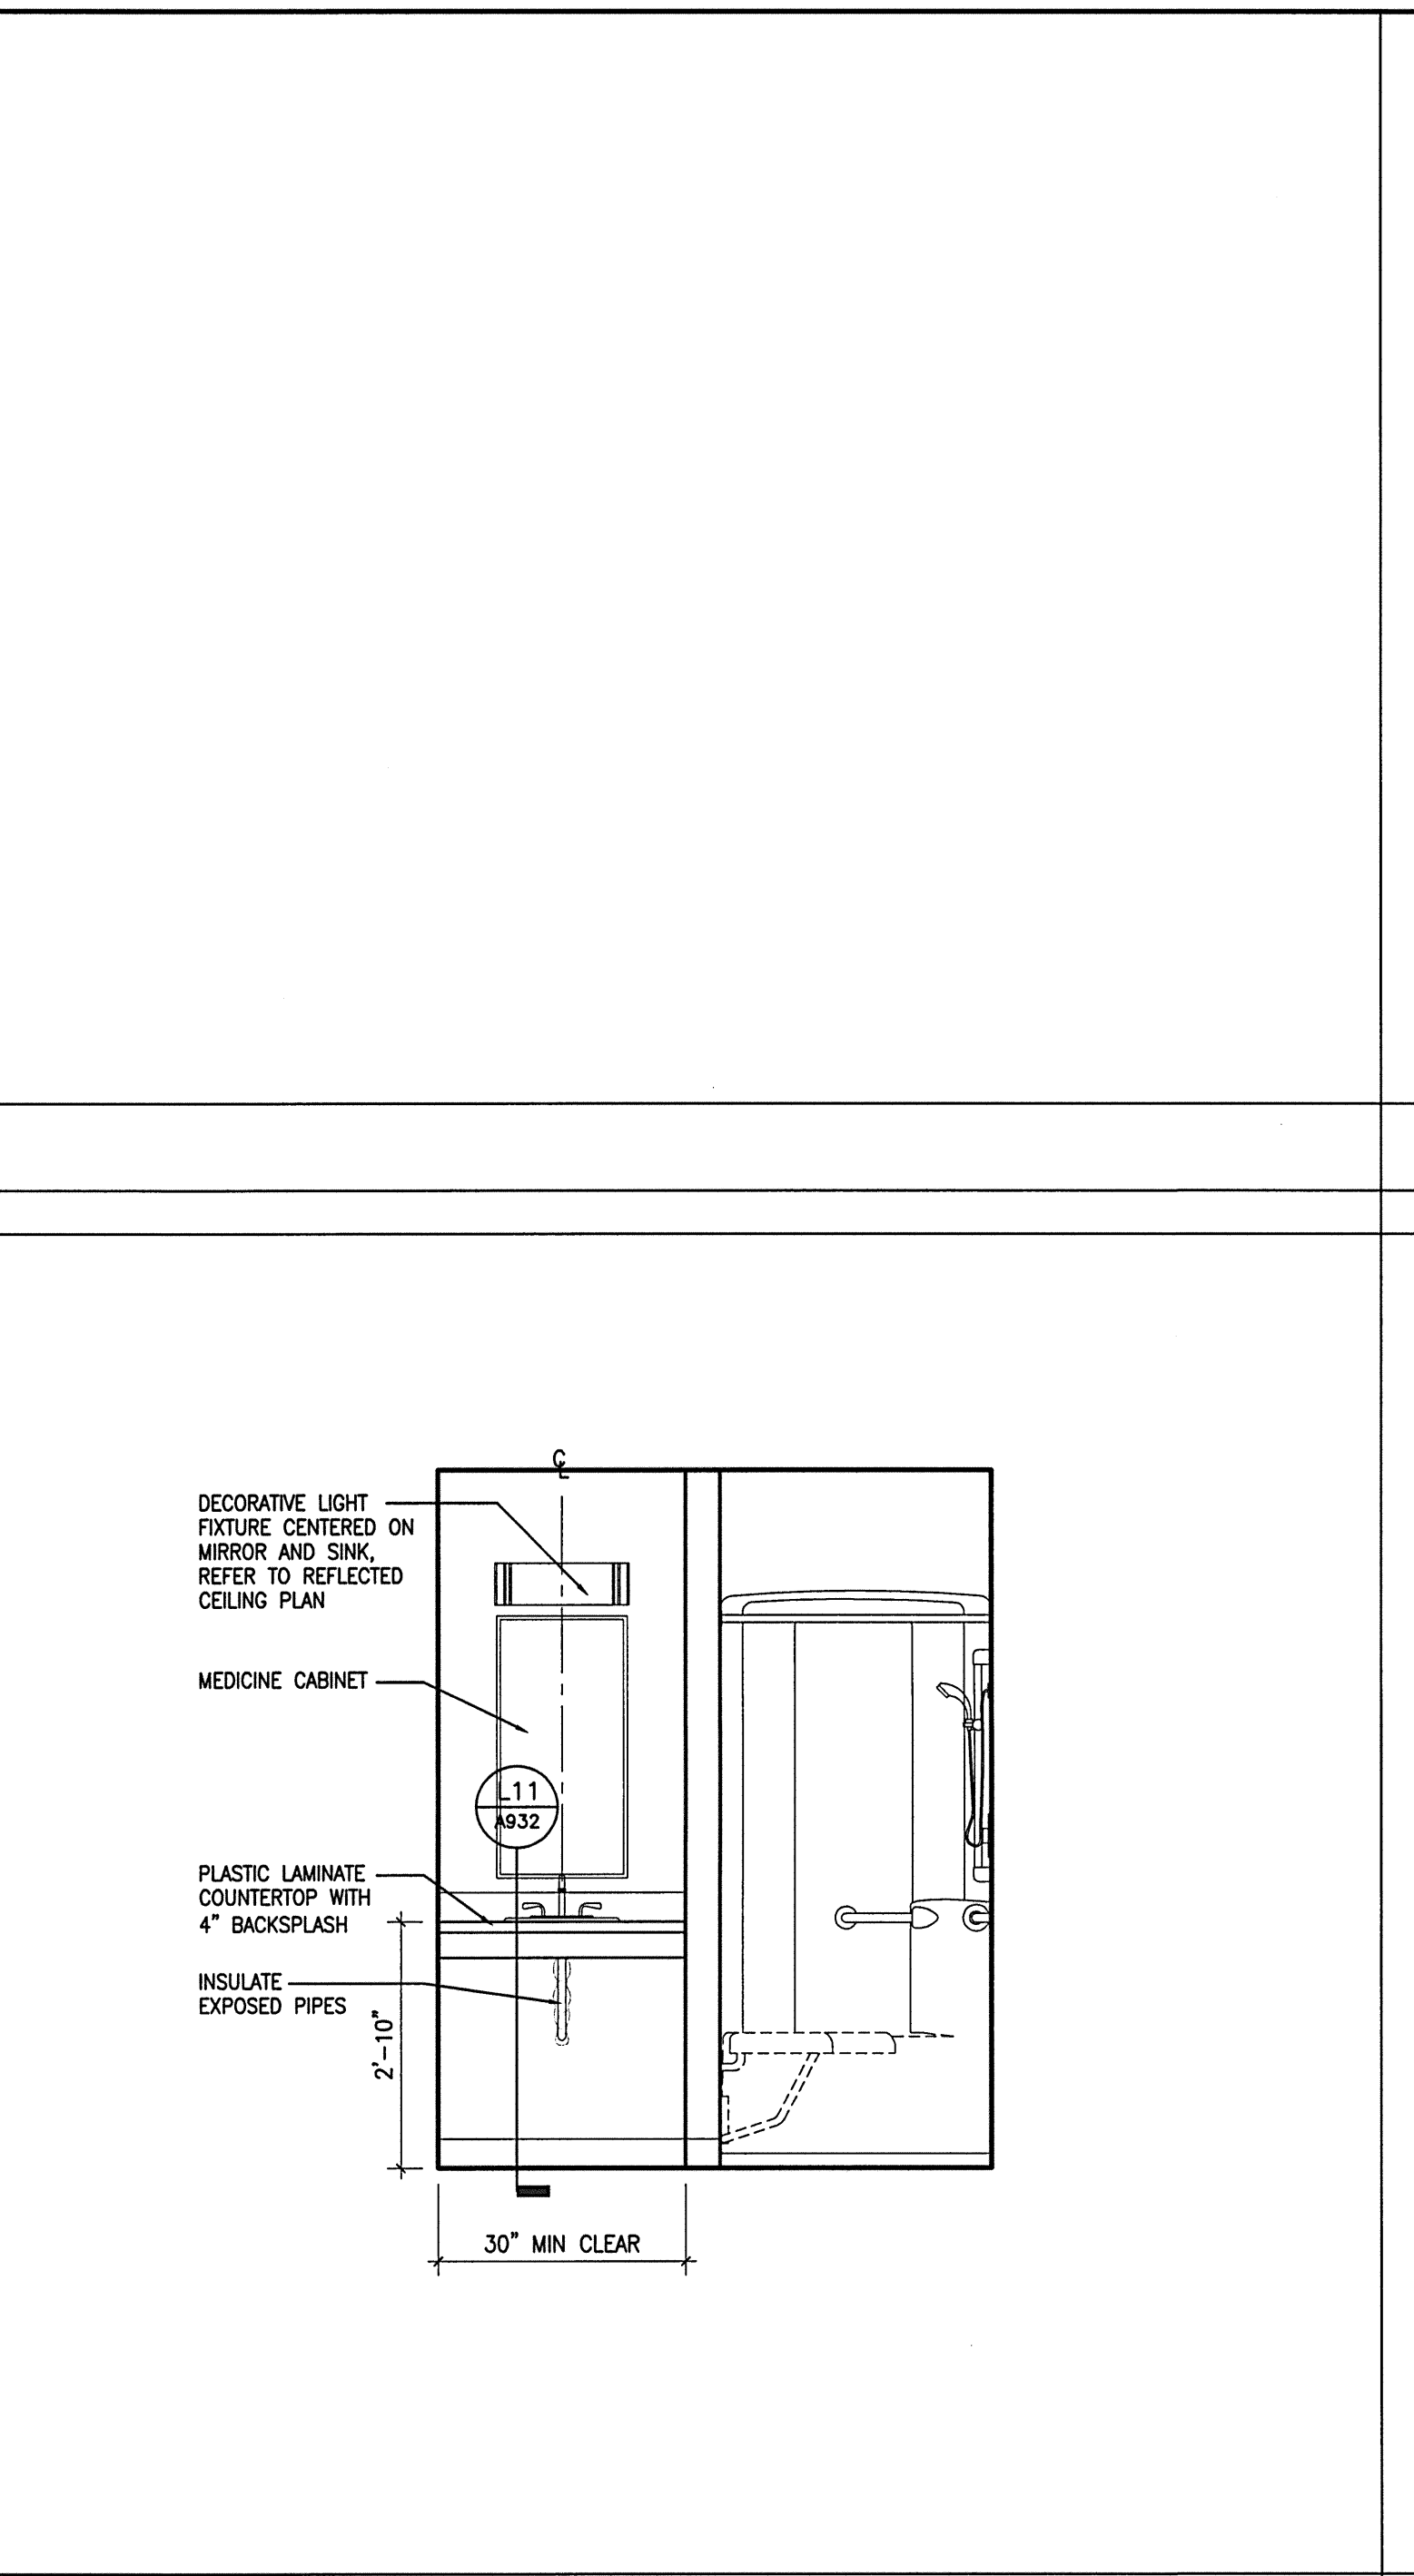 ℄
DECORATIVE LIGHT
FIXTURE CENTERED ON
MIRROR AND SINK,
REFER TO REFLECTED
CEILING PLAN
MEDICINE CABINET
L11
A932
PLASTIC LAMINATE
COUNTERTOP WITH
4" BACKSPLASH
INSULATE
EXPOSED PIPES
2'-10"
30" MIN CLEAR